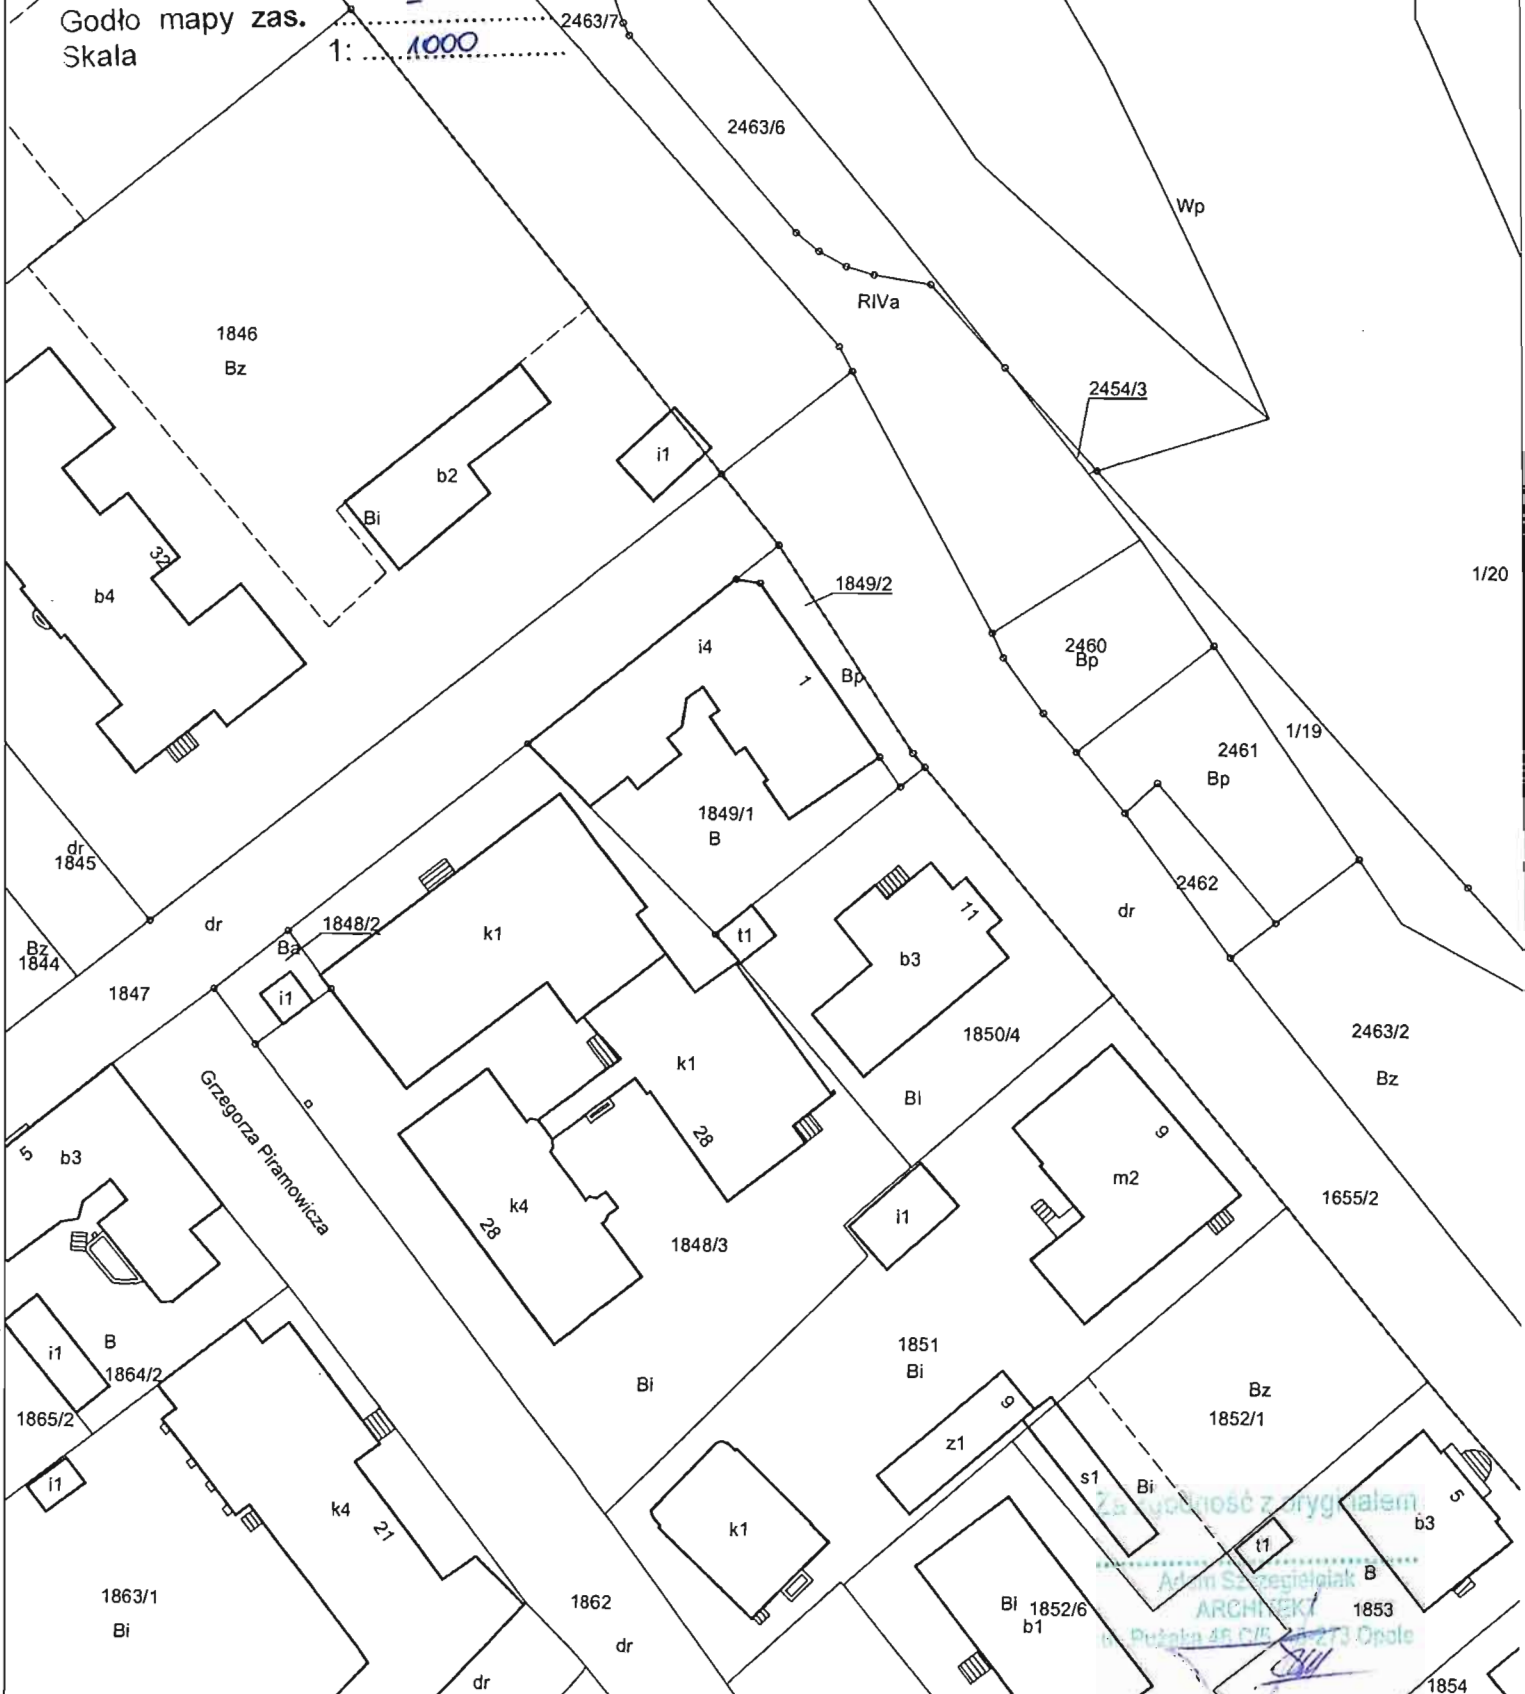 Godło mapy zas.
Skala 1: 1000
2463/7
2463/6
Wp
RIVa
1846
Bz
2454/3
i1
b2
Bi
32
b4
1/20
1849/2
i4
1
Bp
2460
Bp
1/19
2461
Bp
1849/1
B
dr
1845
2462
dr
1848/2
Ba
k1
t1
11
b3
dr
Bz
1844
1847
i1
1850/4
2463/2
Bz
k1
Grzegorza Piramowicza
Bi
28
9
5
b3
m2
k4
28
i1
1655/2
1848/3
B
i1
1864/2
1851
Bi
Bi
Bz
1852/1
1865/2
9
z1
s1
Bi
i1
k4
21
k1
Za zgodność z oryginałem
5
b3
t1
Adam Szczegielniak
B
ARCHITEKT
1853
1863/1
Bi
1862
Bi
1852/6
b1
Opole
dr
dr
1854